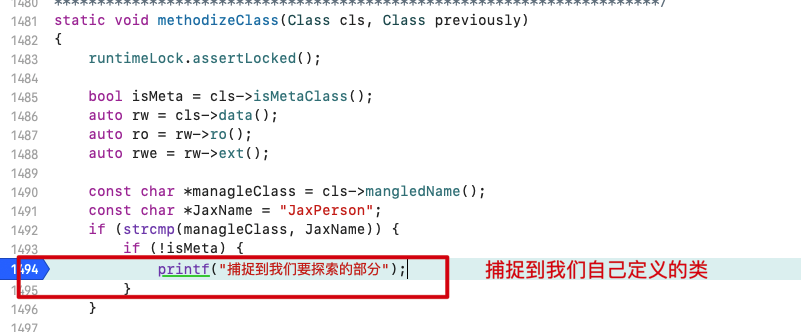 1480 ***********************************************************************/
1481 static void methodizeClass(Class cls, Class previously)
1482 {
1483     runtimeLock.assertLocked();
1484
1485     bool isMeta = cls->isMetaClass();
1486     auto rw = cls->data();
1487     auto ro = rw->ro();
1488     auto rwe = rw->ext();
1489
1490     const char *managleClass = cls->mangledName();
1491     const char *JaxName = "JaxPerson";
1492     if (strcmp(managleClass, JaxName)) {
1493         if (!isMeta) {
1494             printf("捕捉到我们要探索的部分"); 捕捉到我们自己定义的类
1495         }
1496     }
1497